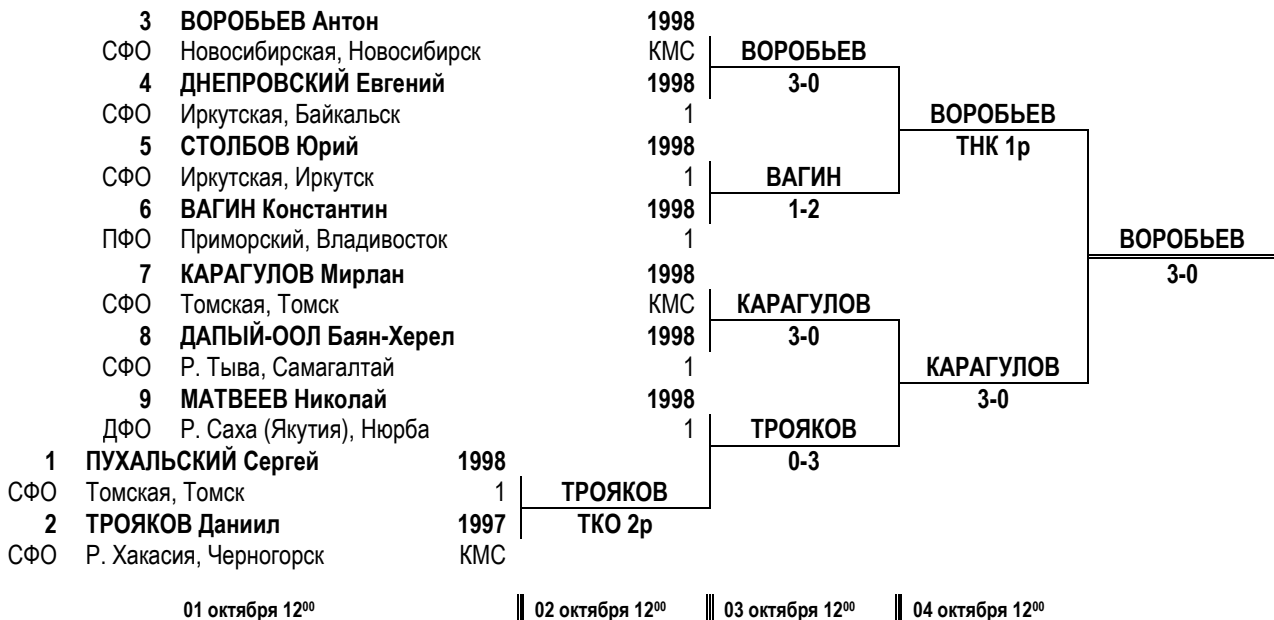 3 ВОРОБЬЕВ Антон 1998
СФО Новосибирская, Новосибирск КМС ВОРОБЬЕВ
4 ДНЕПРОВСКИЙ Евгений 1998 3-0
СФО Иркутская, Байкальск 1 ВОРОБЬЕВ
5 СТОЛБОВ Юрий 1998 ТНК 1р
СФО Иркутская, Иркутск 1 ВАГИН
6 ВАГИН Константин 1998 1-2
ПФО Приморский, Владивосток 1 ВОРОБЬЕВ
7 КАРАГУЛОВ Мирлан 1998 3-0
СФО Томская, Томск КМС КАРАГУЛОВ
8 ДАПЫЙ-ООЛ Баян-Херел 1998 3-0
СФО Р. Тыва, Самагалтай 1 КАРАГУЛОВ
9 МАТВЕЕВ Николай 1998 3-0
ДФО Р. Саха (Якутия), Нюрба 1 ТРОЯКОВ
1 ПУХАЛЬСКИЙ Сергей 1998 0-3
СФО Томская, Томск 1 ТРОЯКОВ
2 ТРОЯКОВ Даниил 1997 ТКО 2р
СФО Р. Хакасия, Черногорск КМС
01 октября 12⁰⁰ 02 октября 12⁰⁰ 03 октября 12⁰⁰ 04 октября 12⁰⁰